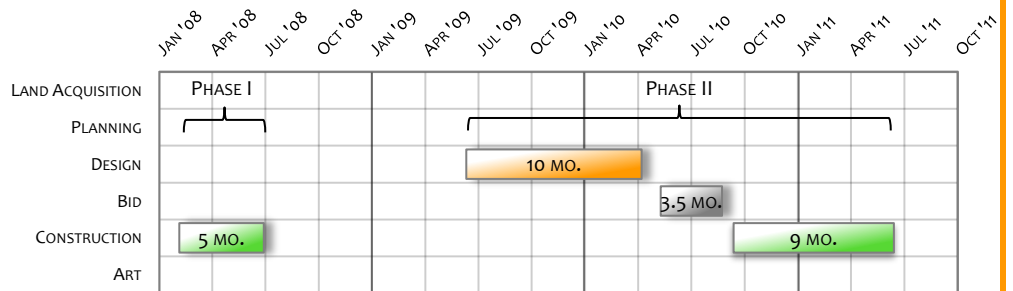 Jan '08 Apr '08 Jul '08 Oct '08 Jan '09 Apr '09 Jul '09 Oct '09 Jan '10 Apr '10 Jul '10 Oct '10 Jan '11 Apr '11 Jul '11 Oct '11
Land Acquisition Phase I Phase II
Planning
Design 10 mo.
Bid 3.5 mo.
Construction 5 mo. 9 mo.
Art